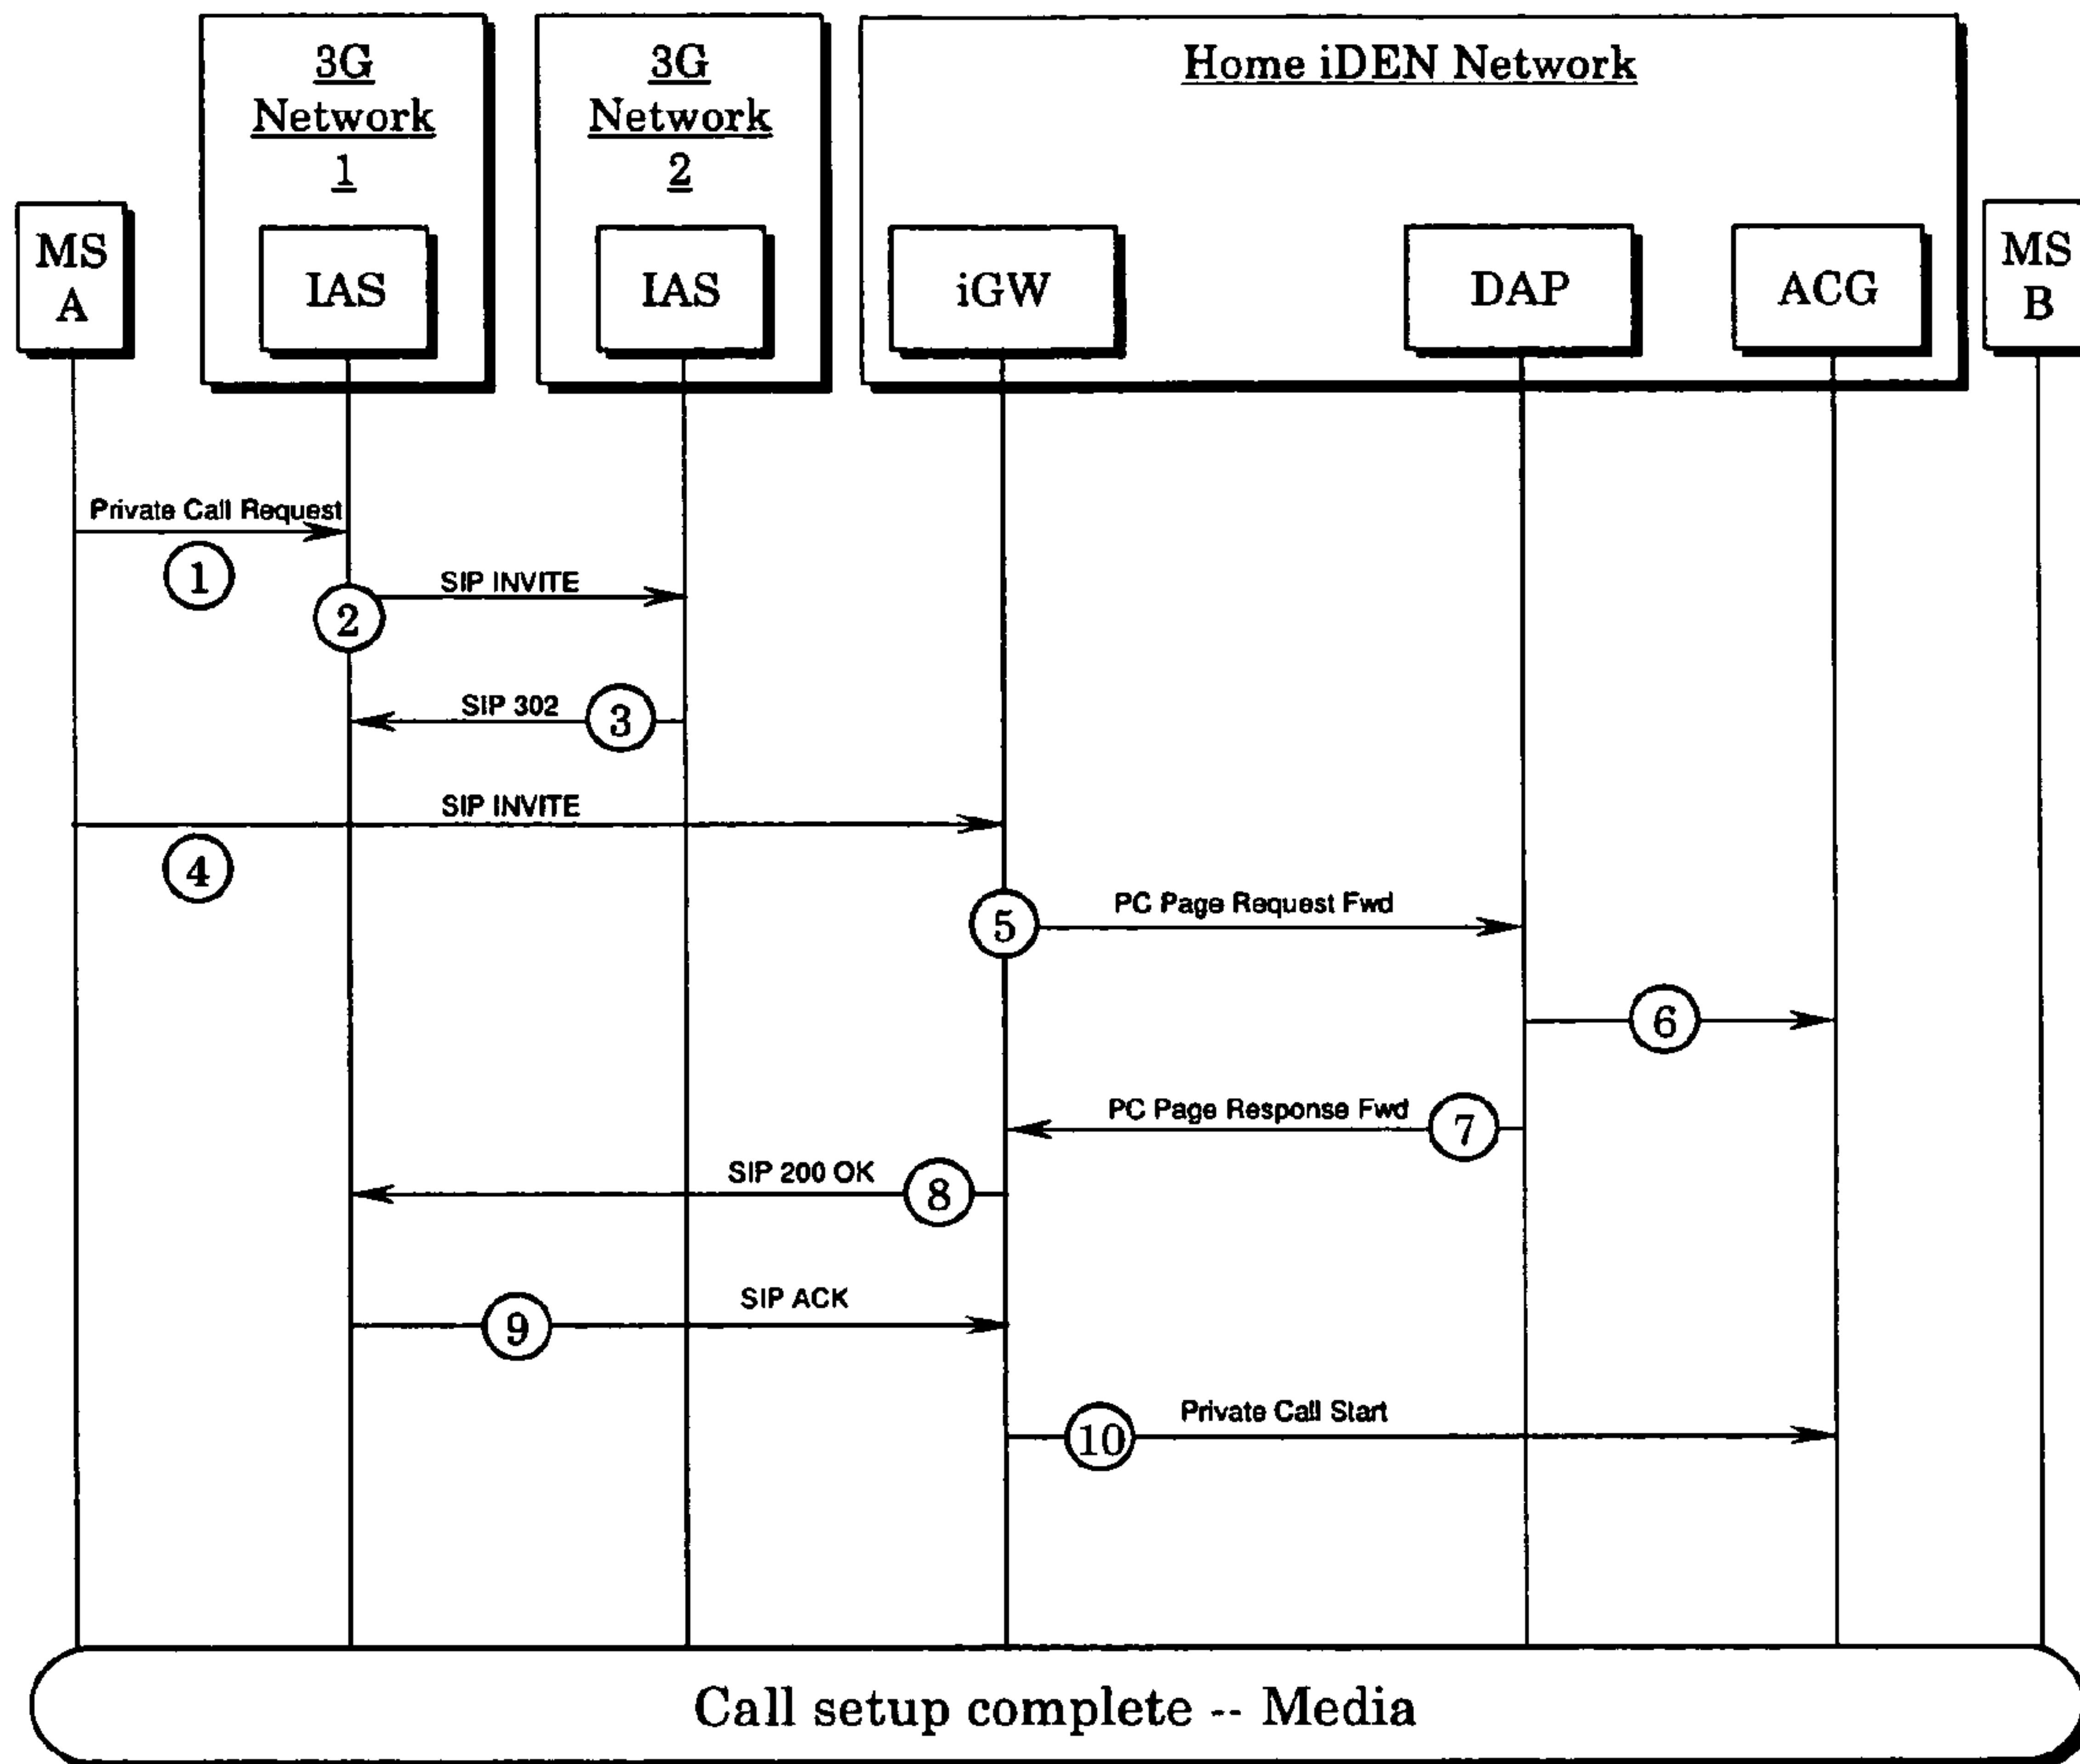 3G
Network
1
3G
Network
2
Home iDEN Network
MS
A
IAS
IAS
iGW
DAP
ACG
MS
B
Private Call Request
1
SIP INVITE
2
SIP 302
3
SIP INVITE
4
PC Page Request Fwd
5
6
PC Page Response Fwd
7
SIP 200 OK
8
SIP ACK
9
Private Call Start
10
Call setup complete -- Media